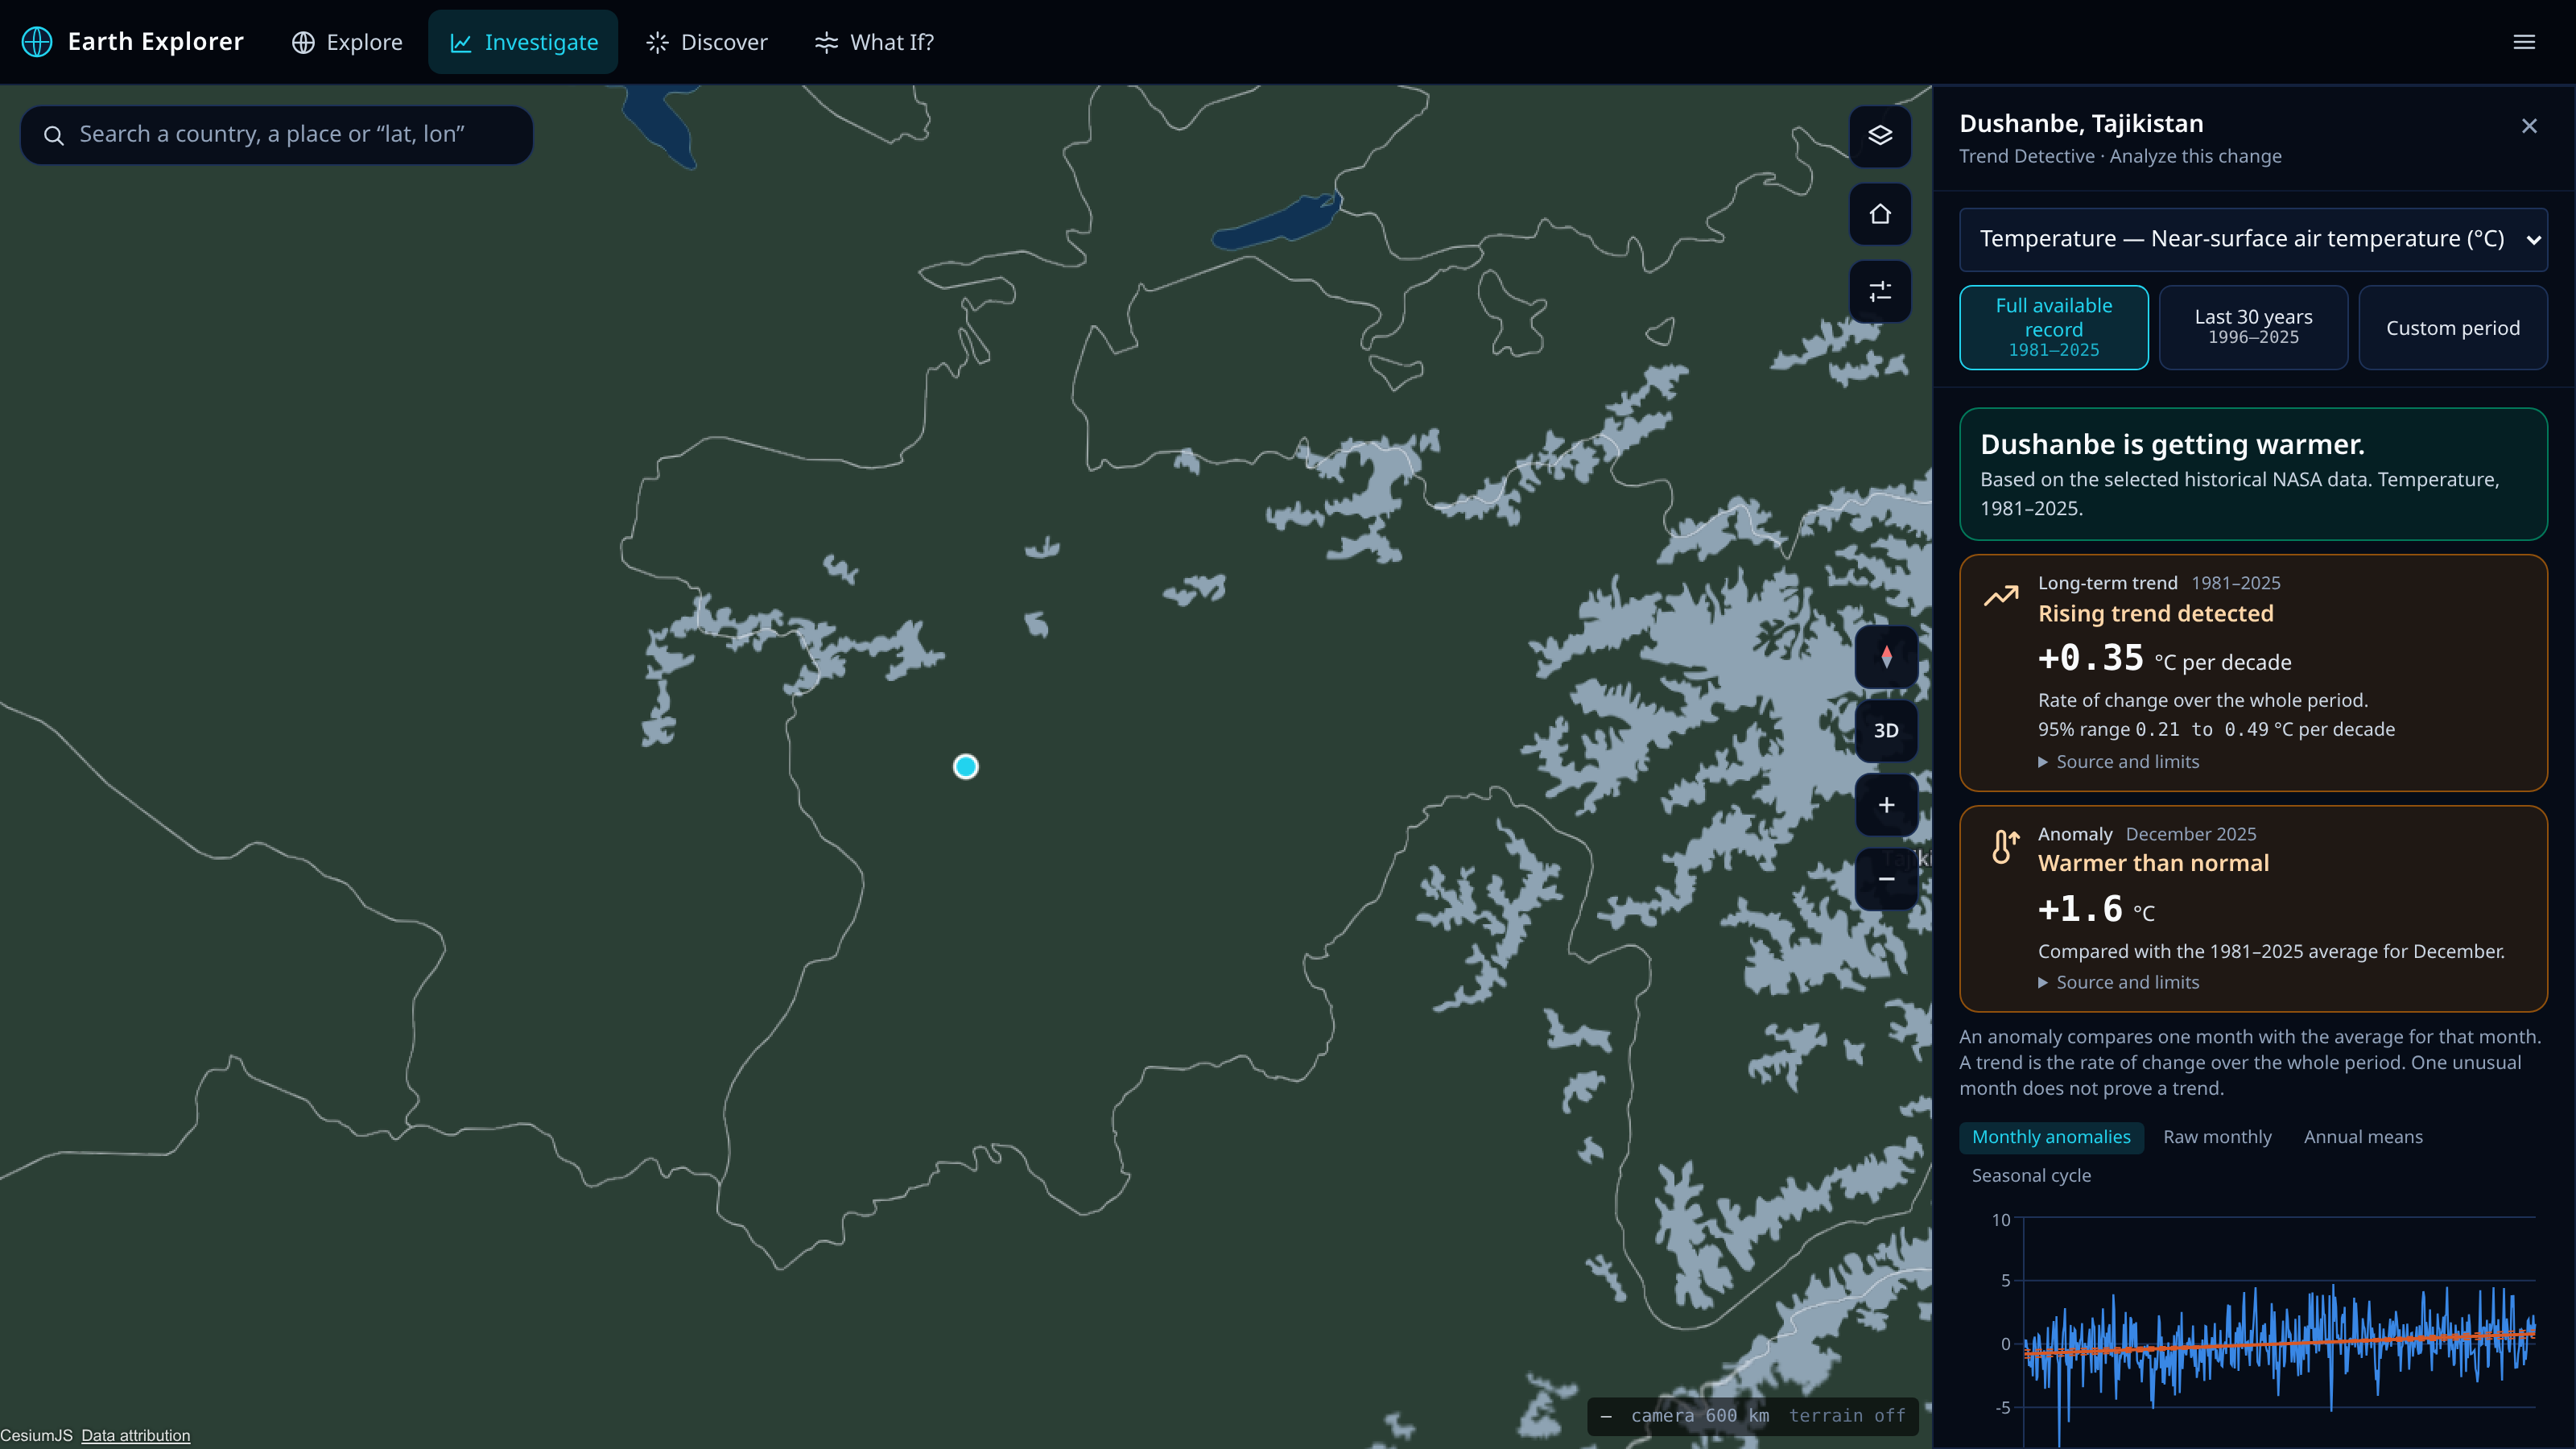 Earth Explorer
Explore
Investigate
Discover
What If?
Search a country, a place or “lat, lon”
3D
+
−
CesiumJS Data attribution
— camera 600 km terrain off
Dushanbe, Tajikistan
Trend Detective · Analyze this change
Temperature — Near-surface air temperature (°C)
Full available
record
1981–2025
Last 30 years
1996–2025
Custom period
Dushanbe is getting warmer.
Based on the selected historical NASA data. Temperature,
1981–2025.
Long-term trend 1981–2025
Rising trend detected
+0.35 °C per decade
Rate of change over the whole period.
95% range 0.21 to 0.49 °C per decade
Source and limits
Anomaly December 2025
Warmer than normal
+1.6 °C
Compared with the 1981–2025 average for December.
Source and limits
An anomaly compares one month with the average for that month.
A trend is the rate of change over the whole period. One unusual
month does not prove a trend.
Monthly anomalies
Raw monthly
Annual means
Seasonal cycle
10
5
0
-5